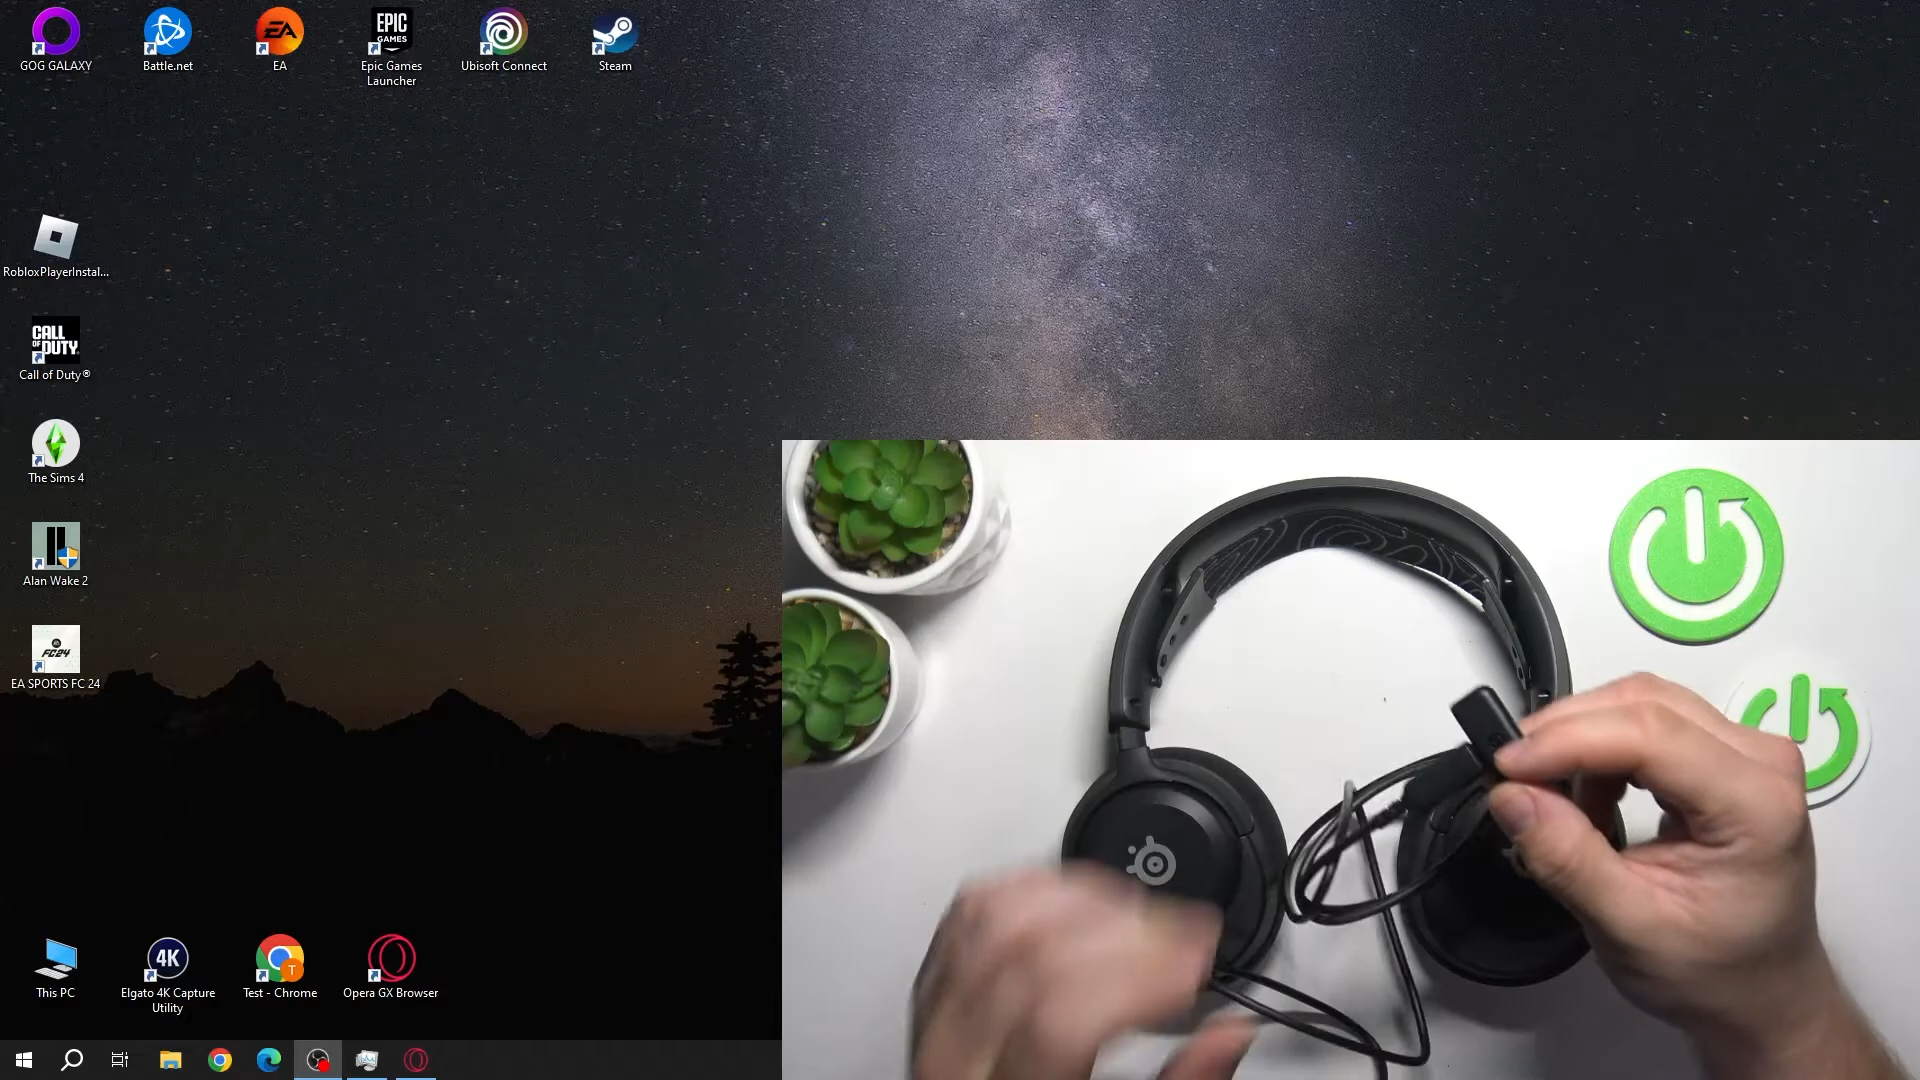 GOG GALAXY
Battle.net
EA
EA
EPIC
GAMES
Epic Games
Launcher
Ubisoft Connect
Steam
RobloxPlayerInstal...
CALL
OF DUTY
Call of Duty®
The Sims 4
Alan Wake 2
FC24
EA SPORTS FC 24
This PC
4K
Elgato 4K Capture
Utility
T
Test - Chrome
Opera GX Browser